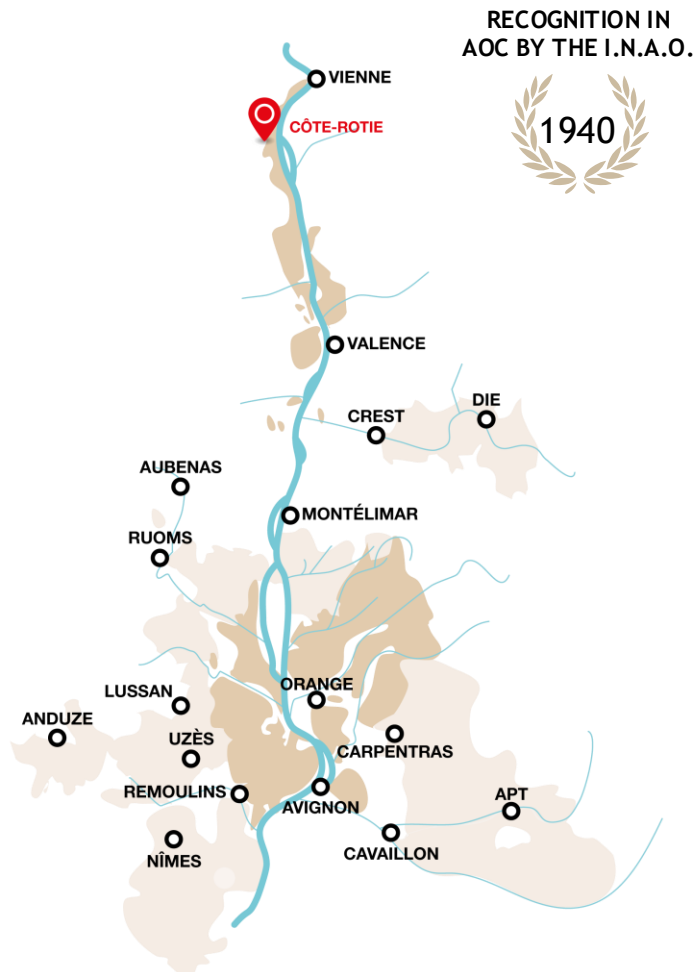 RECOGNITION IN
AOC BY THE I.N.A.O.
1940
VIENNE
CÔTE-ROTIE
VALENCE
DIE
CREST
AUBENAS
MONTÉLIMAR
RUOMS
ORANGE
LUSSAN
ANDUZE
UZÈS
CARPENTRAS
REMOULINS
APT
AVIGNON
CAVAILLON
NÎMES